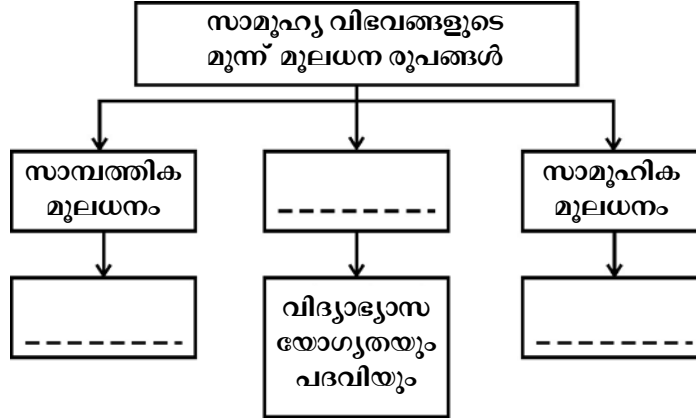 സാമൂഹ്യ വിഭവങ്ങളുടെ
മൂന്ന് മൂലധന രൂപങ്ങൾ
സാമ്പത്തിക
മൂലധനം
സാമൂഹിക
മൂലധനം
വിദ്യാഭ്യാസ
യോഗ്യതയും
പദവിയും